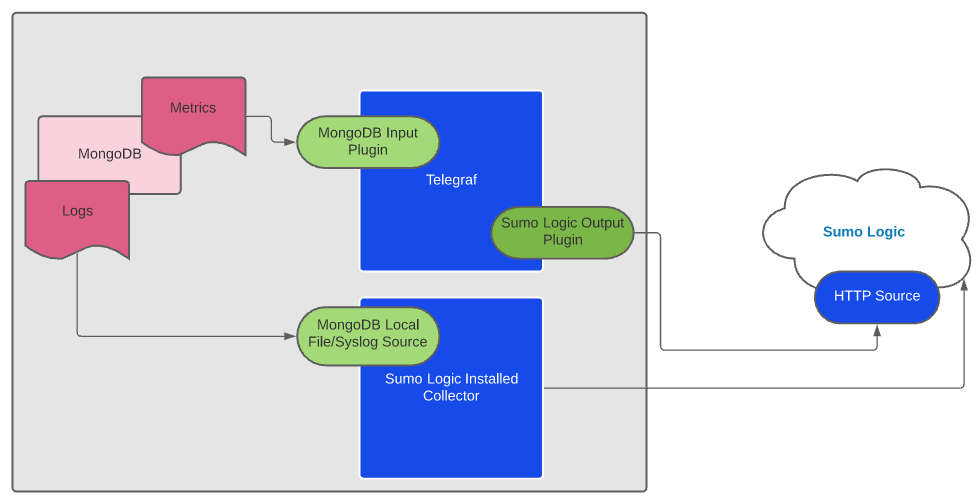 Metrics
MongoDB
Logs
MongoDB Input
Plugin
Telegraf
Sumo Logic Output
Plugin
MongoDB Local
File/Syslog Source
Sumo Logic Installed
Collector
Sumo Logic
HTTP Source